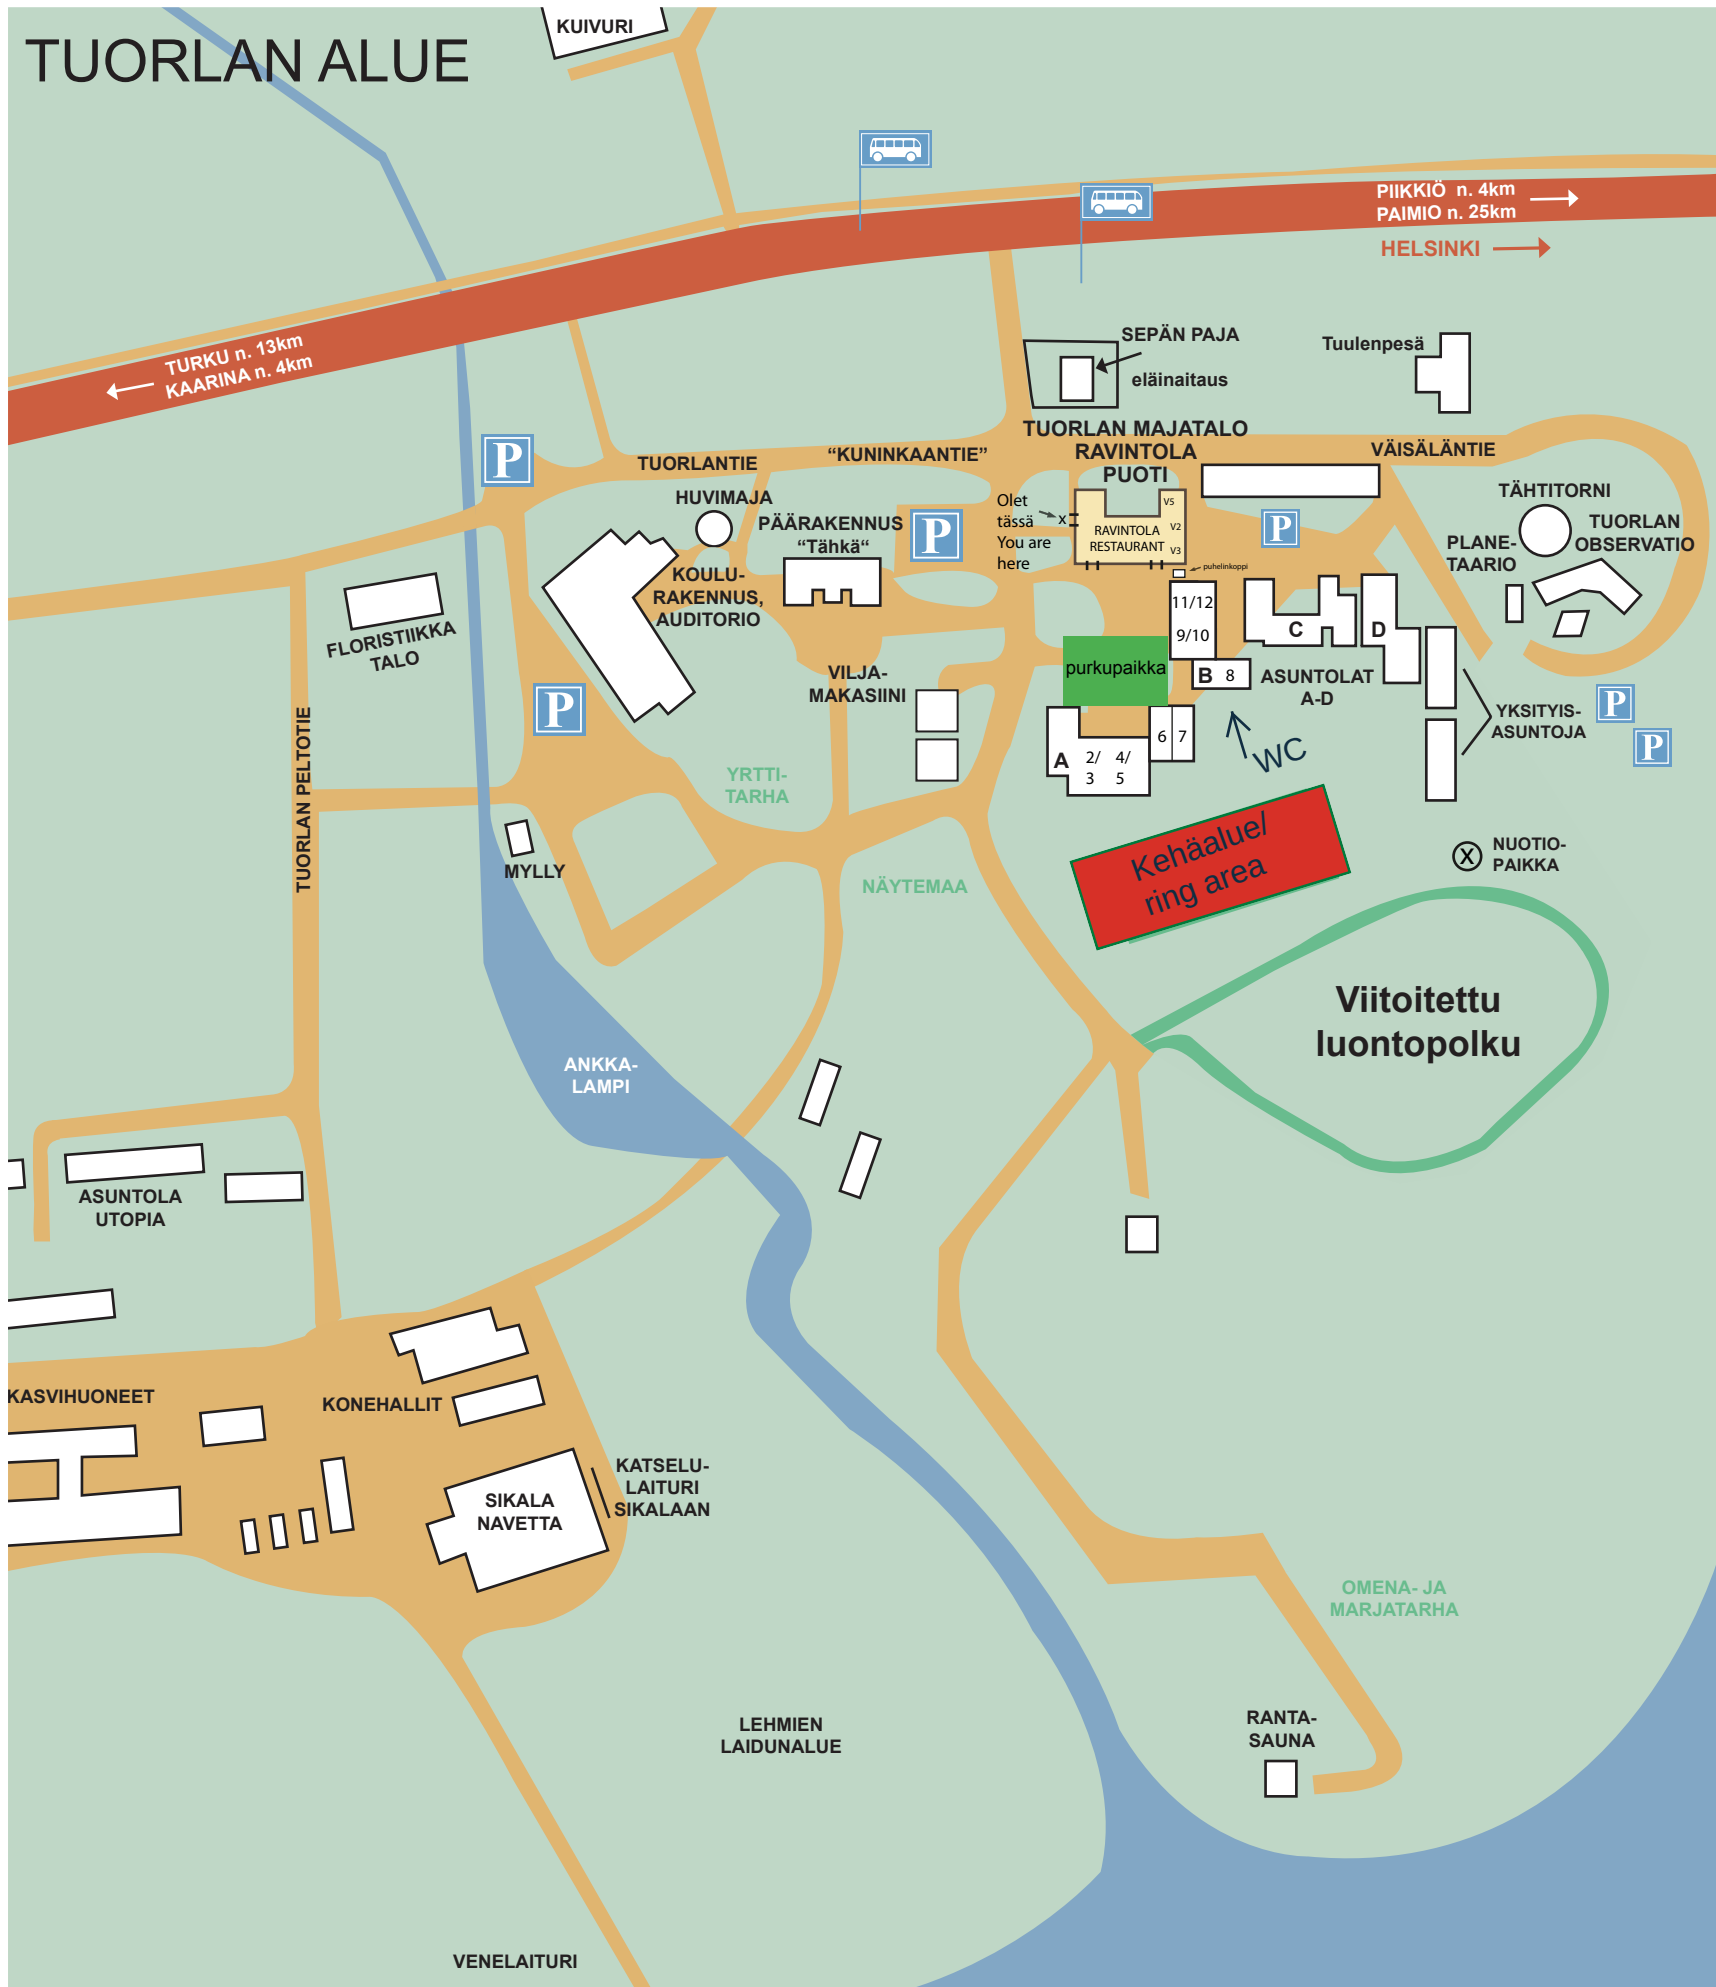 KUIVURI
TUORLAN ALUE
PIIKKIÖ n. 4km
PAIMIO n. 25km
HELSINKI
TURKU n. 13km
KAARINA n. 4km
SEPÄN PAJA
eläinaitaus
Tuulenpesä
TUORLAN MAJATALO
RAVINTOLA
PUOTI
"KUNINKAANTIE"
TUORLANTIE
VÄISÄLÄNTIE
P
HUVIMAJA
PÄÄRAKENNUS
"Tähkä"
P
Olet
tässä
You are
here
x
V5
RAVINTOLA
RESTAURANT
V2
V3
puhelinkoppi
P
TÄHTITORNI
TUORLAN
OBSERVATIO
PLANE-
TAARIO
KOULU-
RAKENNUS,
AUDITORIO
FLORISTIIKKA
TALO
11/12
9/10
C
D
B 8
purkupaikka
ASUNTOLAT
A-D
VILJA-
MAKASIINI
P
YKSITYIS-
ASUNTOJA
P
P
A
2/
3
4/
5
6
7
WC
TUORLAN PELTOTIE
YRTTI-
TARHA
MYLLY
NÄYTEMAA
Kehäalue/
ring area
X
NUOTIO-
PAIKKA
Viitoitettu
luontopolku
ANKKA-
LAMPI
ASUNTOLA
UTOPIA
KASVIHUONEET
KONEHALLIT
KATSELU-
LAITURI
SIKALAAN
SIKALA
NAVETTA
OMENA- JA
MARJATARHA
LEHMIEN
LAIDUNALUE
RANTA-
SAUNA
VENELAITURI